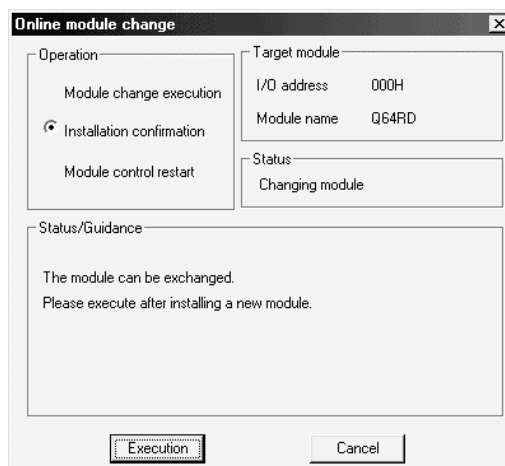 Online module change
Operation
Module change execution
Installation confirmation
Module control restart
Target module
I/O address 000H
Module name Q64RD
Status
Changing module
Status/Guidance
The module can be exchanged.
Please execute after installing a new module.
Execution Cancel